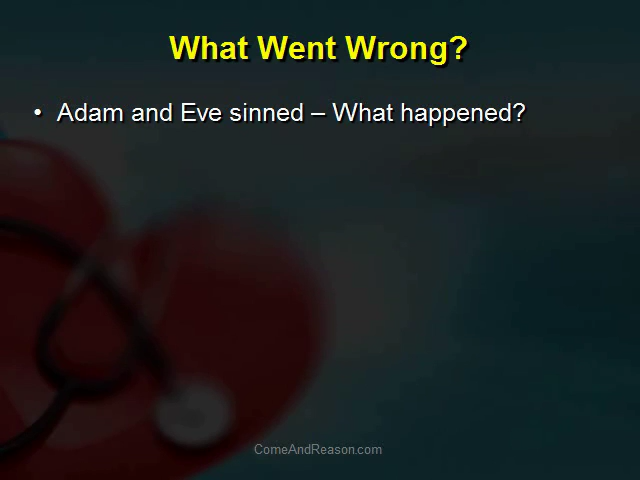 What Went Wrong?
• Adam and Eve sinned – What happened?
ComeAndReason.com